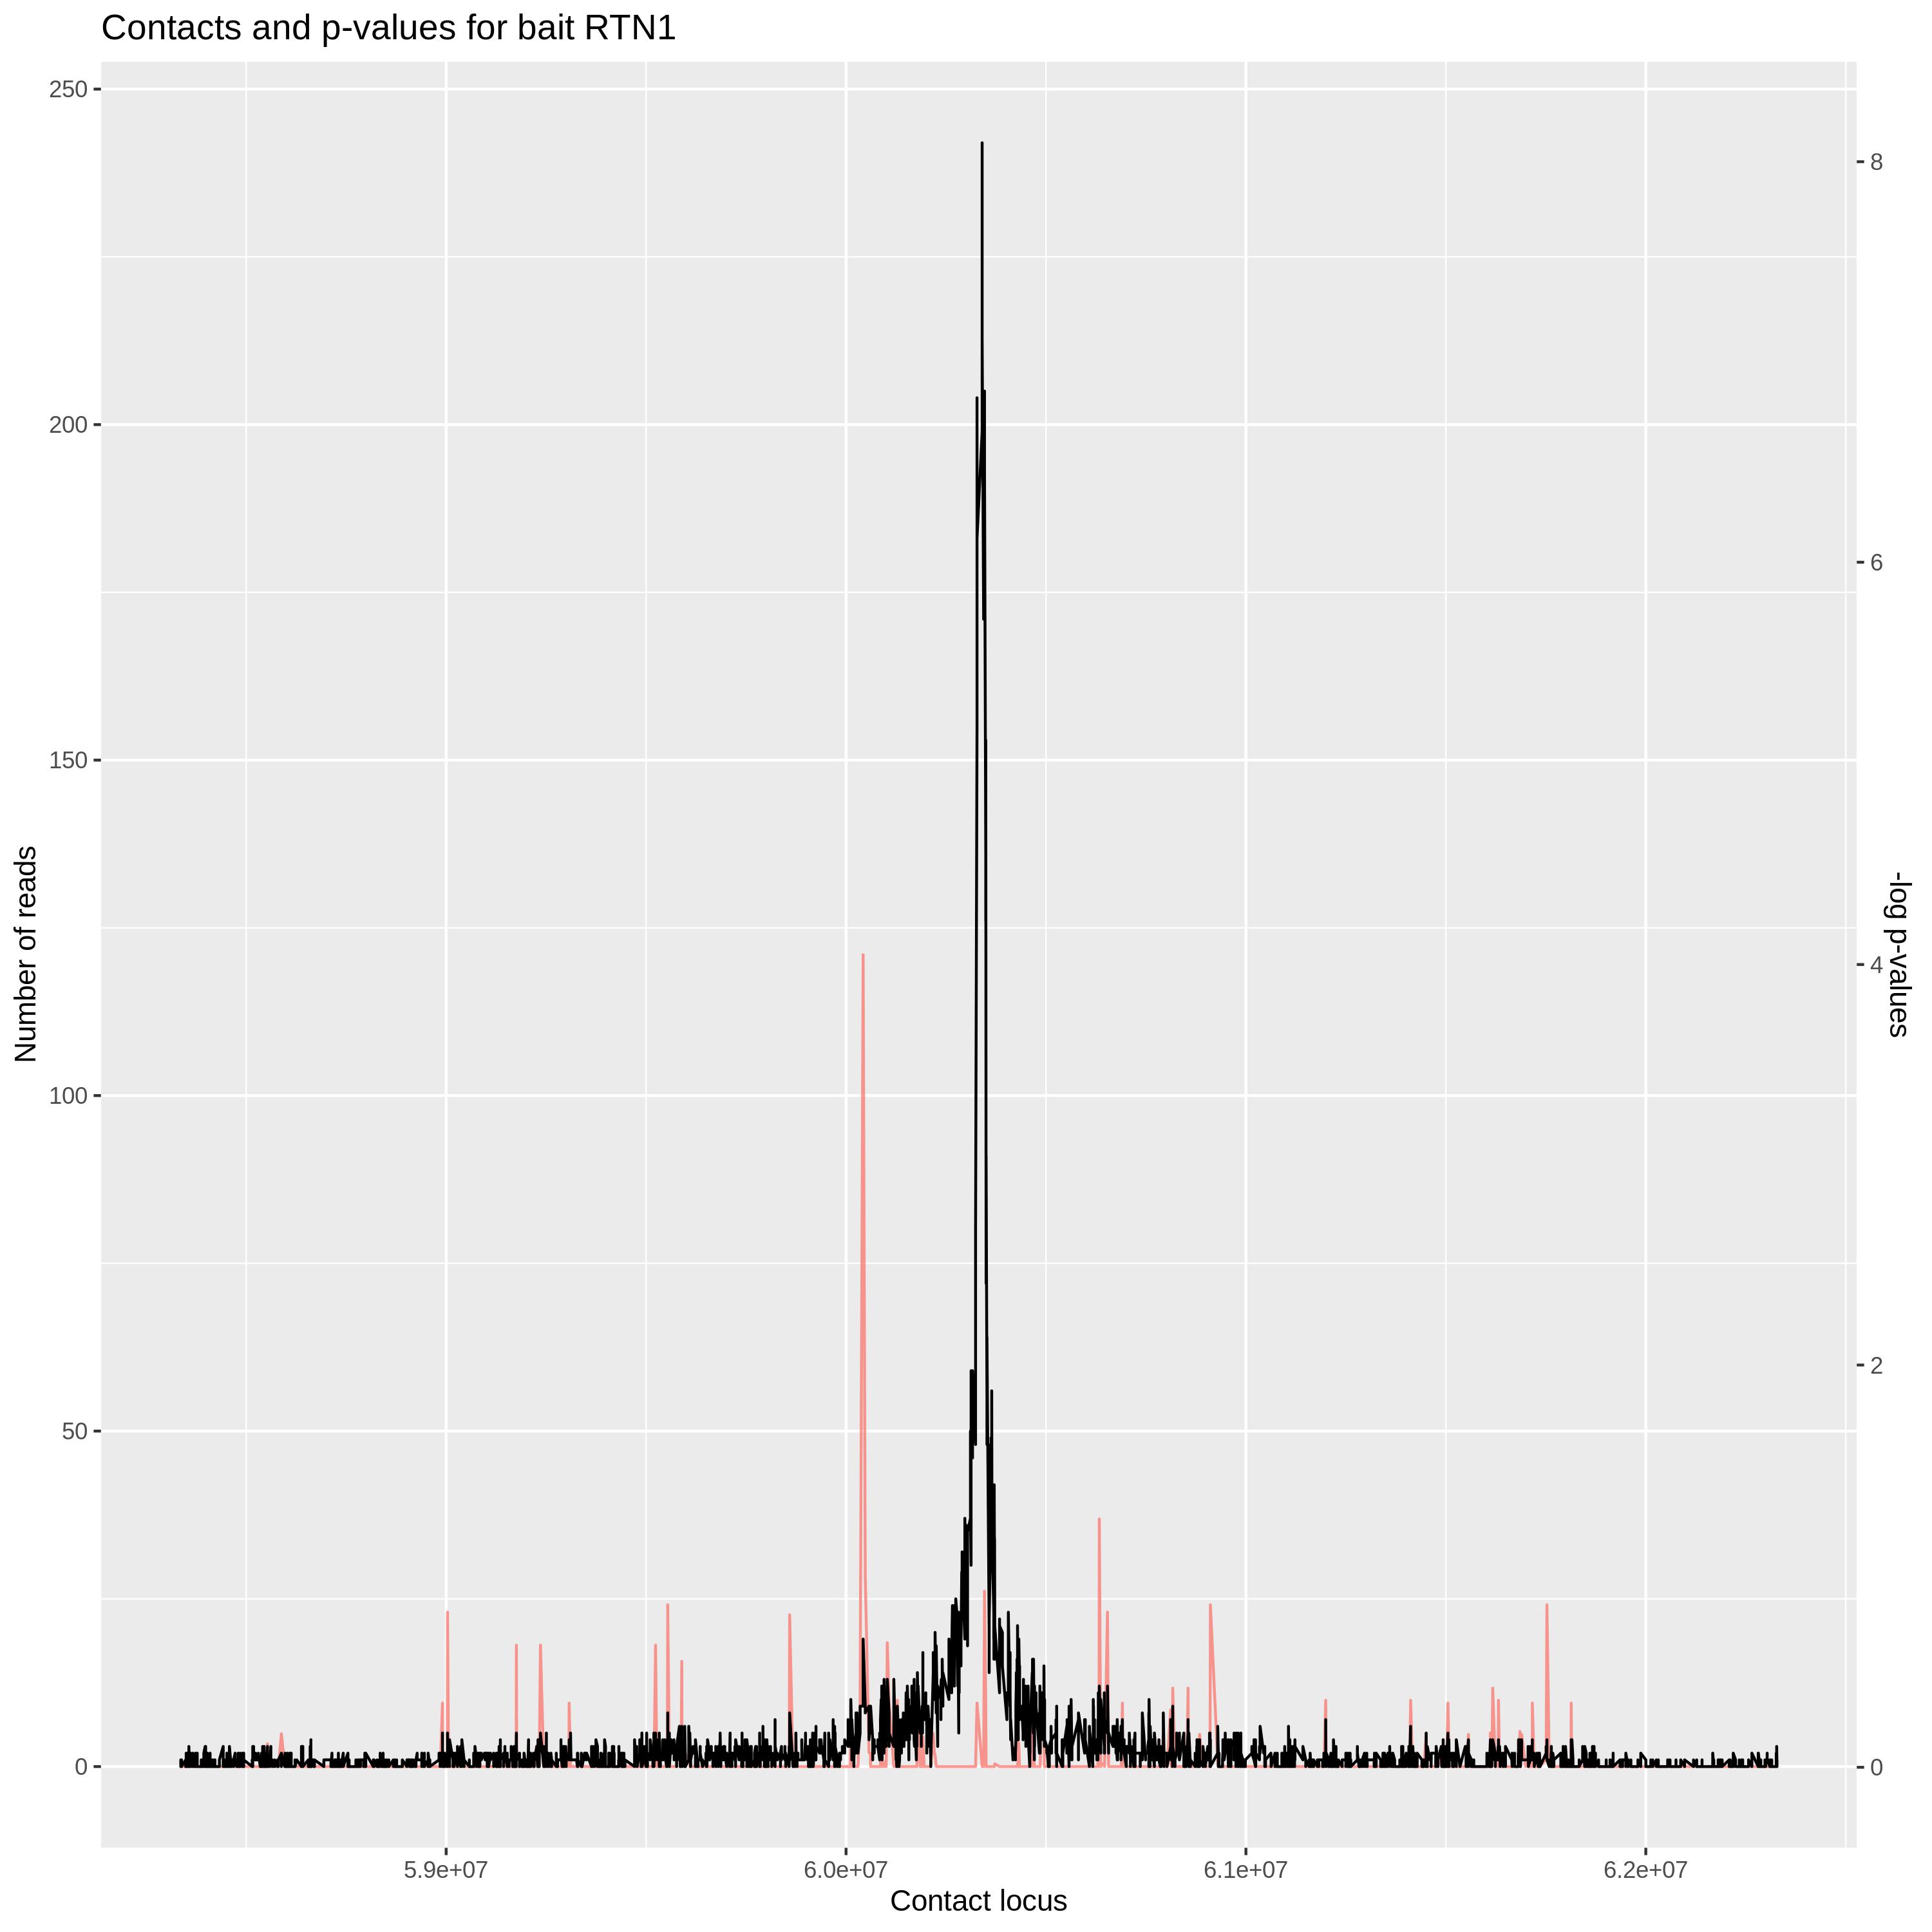 Contacts and p-values for bait RTN1
250
200
150
100
50
0
Number of reads
8
6
4
2
0
-log p-values
5.9e+07
6.0e+07
6.1e+07
6.2e+07
Contact locus